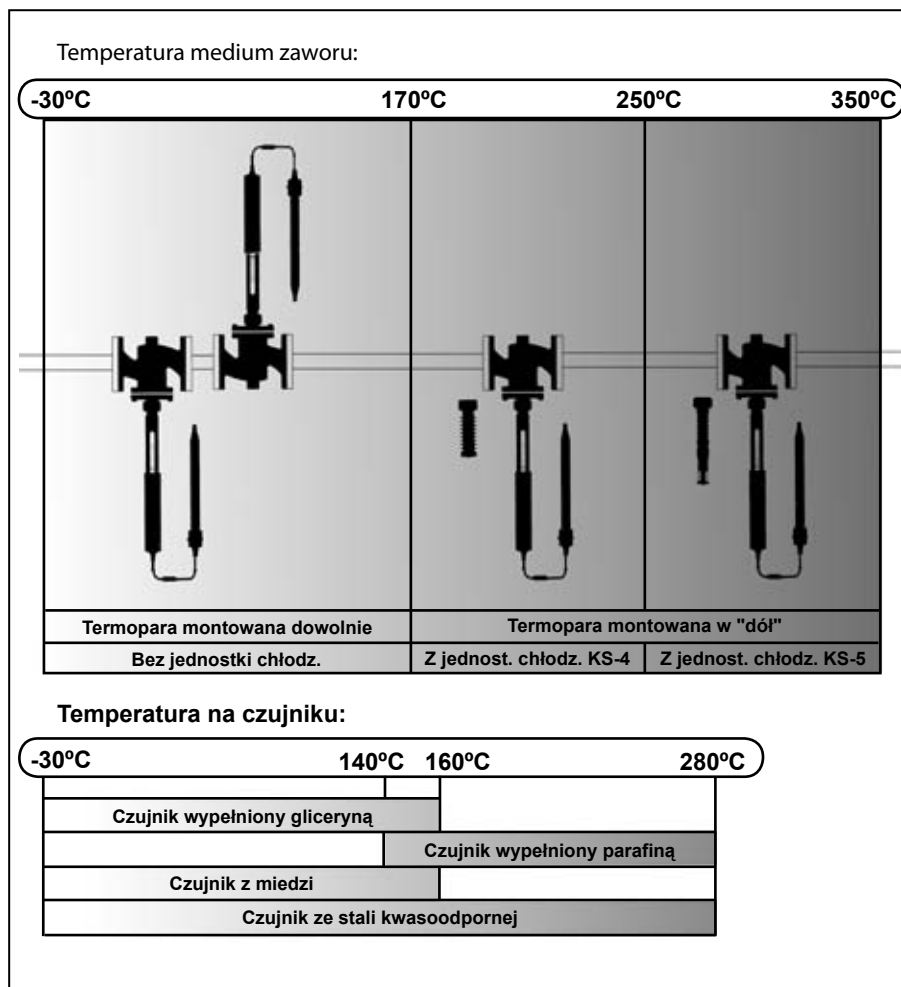 Temperatura medium zaworu:
-30ºC 170ºC 250ºC 350ºC
Termopara montowana dowolnie Termopara montowana w "dół"
Bez jednostki chłodz. Z jednost. chłodz. KS-4 Z jednost. chłodz. KS-5
Temperatura na czujniku:
-30ºC 140ºC 160ºC 280ºC
Czujnik wypełniony gliceryną
Czujnik wypełniony parafiną
Czujnik z miedzi
Czujnik ze stali kwasoodpornej